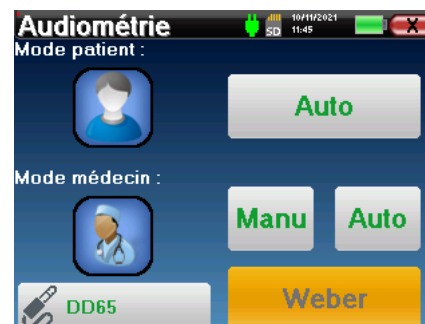 Audiométrie
SD
10/11/2021
11:45
X
Mode patient :
Auto
Mode médecin :
Manu
Auto
DD65
Weber